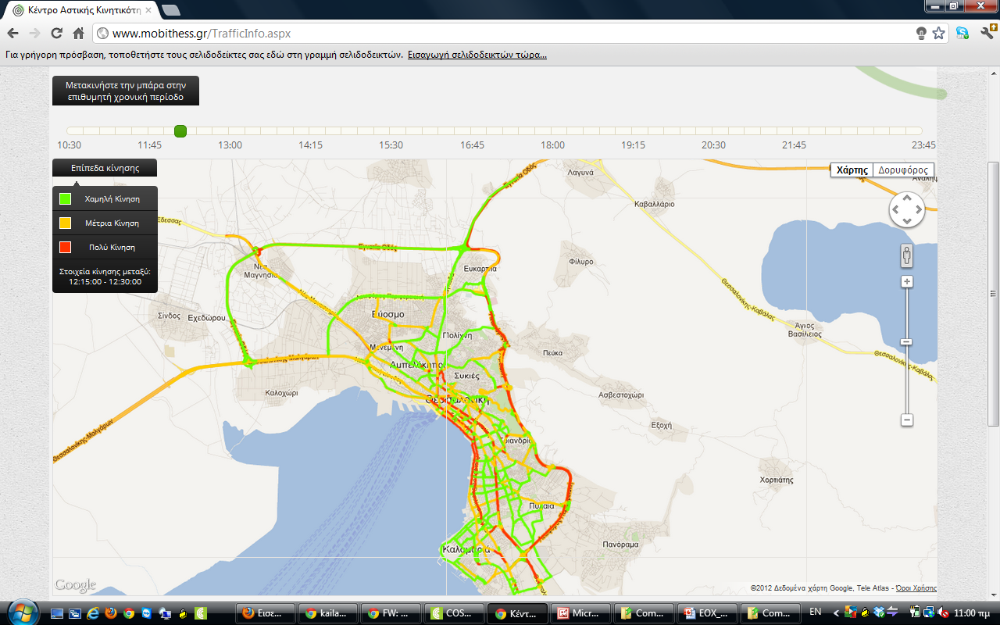 Κέντρο Αστικής Κινητικότη
www.mobithess.gr/TrafficInfo.aspx
Για γρήγορη πρόσβαση, τοποθετήστε τους σελιδοδείκτες σας εδώ στη γραμμή σελιδοδεικτών. Εισαγωγή σελιδοδεικτών τώρα...
Μετακινήστε την μπάρα στην
επιθυμητή χρονική περίοδο
10:30 11:45 13:00 14:15 15:30 16:45 18:00 19:15 20:30 21:45 23:45
Επίπεδα κίνησης
Χαμηλή Κίνηση
Μέτρια Κίνηση
Πολύ Κίνηση
Στοιχεία κίνησης μεταξύ:
12:15:00 - 12:30:00
Χάρτης Δορυφόρος
Εγνατία Οδός
Λαγυνά
Καβαλλάριο
Εγνατία Οδός
Νέα
Μαγνησία
Ευκαρπία
Φίλυρο
Θεσσαλονίκης-Καβάλας
Σίνδος
Εχεδώρου
Εύοσμο
Πολίχνη
Άγιος
Βασίλειος
Μενεμένη
Πεύκα
Θεσσαλονίκης-Καβάλας
Αμπελόκηποι
Συκιές
Καλοχώρι
Ασβεστοχώρι
Θεσσαλονίκη
Εξοχή
Θεσσαλονίκης-Μαλγάρων
Τριανδρία
Χορτιάτης
Πυλαία
Πανόραμα
Καλαμαριά
Google
©2012 Δεδομένα χάρτη Google, Tele Atlas - Όροι Χρήσης
Εισε...
kaila...
FW: ...
COS...
Κέντ...
Micr...
Com...
EOX_...
Com...
EN
11:00 πμ